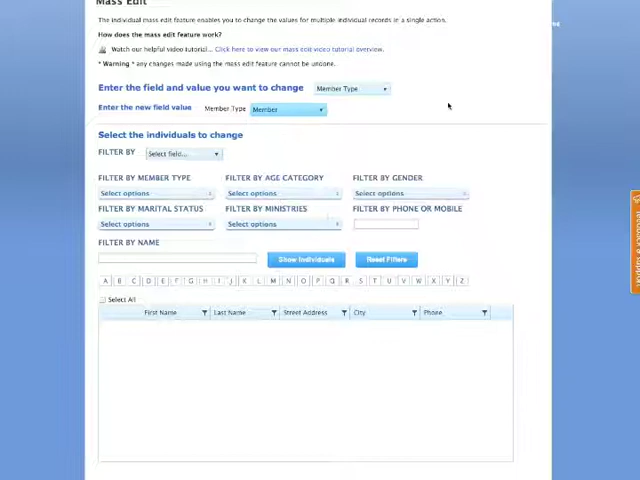 Mass Edit
The individual mass edit feature enables you to change the values for multiple individual records in a single action.
How does the mass edit feature work?
Watch our helpful video tutorial... Click here to view our mass edit video tutorial overview.
* Warning * any changes made using the mass edit feature cannot be undone.
Enter the field and value you want to change Member Type
Enter the new field value Member Type Member
Select the individuals to change
FILTER BY Select field...
FILTER BY MEMBER TYPE FILTER BY AGE CATEGORY FILTER BY GENDER
Select options Select options Select options
FILTER BY MARITAL STATUS FILTER BY MINISTRIES FILTER BY PHONE OR MOBILE
Select options Select options
FILTER BY NAME
Show Individuals Reset Filters
A B C D E F G H I J K L M N O P Q R S T U V W X Y Z
Select All
First Name Last Name Street Address City Phone
Feedback & Support